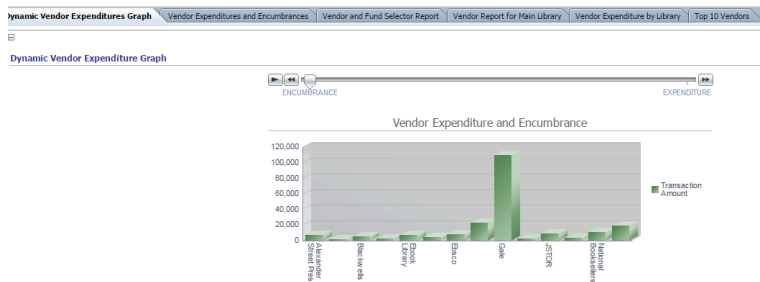 Dynamic Vendor Expenditures Graph
Vendor Expenditures and Encumbrances
Vendor and Fund Selector Report
Vendor Report for Main Library
Vendor Expenditure by Library
Top 10 Vendors
Dynamic Vendor Expenditure Graph
ENCUMBRANCE
EXPENDITURE
Vendor Expenditure and Encumbrance
120,000
100,000
80,000
60,000
40,000
20,000
0
Transaction
Amount
Alexander
Street Pres
Blackwells
Ebook
Library
Ebsco
Gale
JSTOR
National
Booksellers